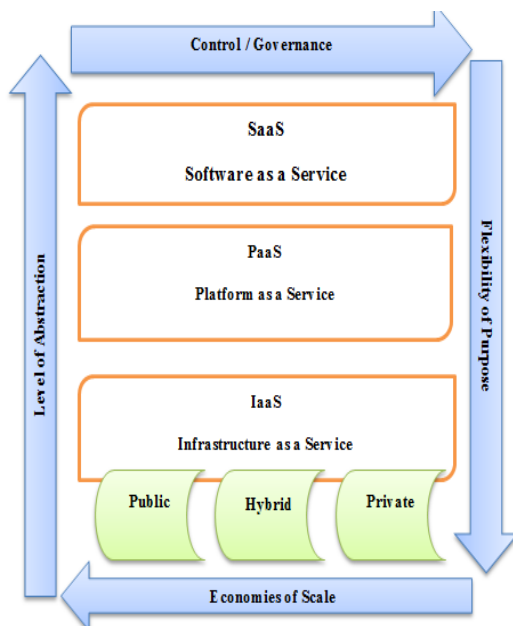 Control / Governance
SaaS
Software as a Service
PaaS
Platform as a Service
IaaS
Infrastructure as a Service
Public
Hybrid
Private
Economies of Scale
Level of Abstraction
Flexibility of Purpose